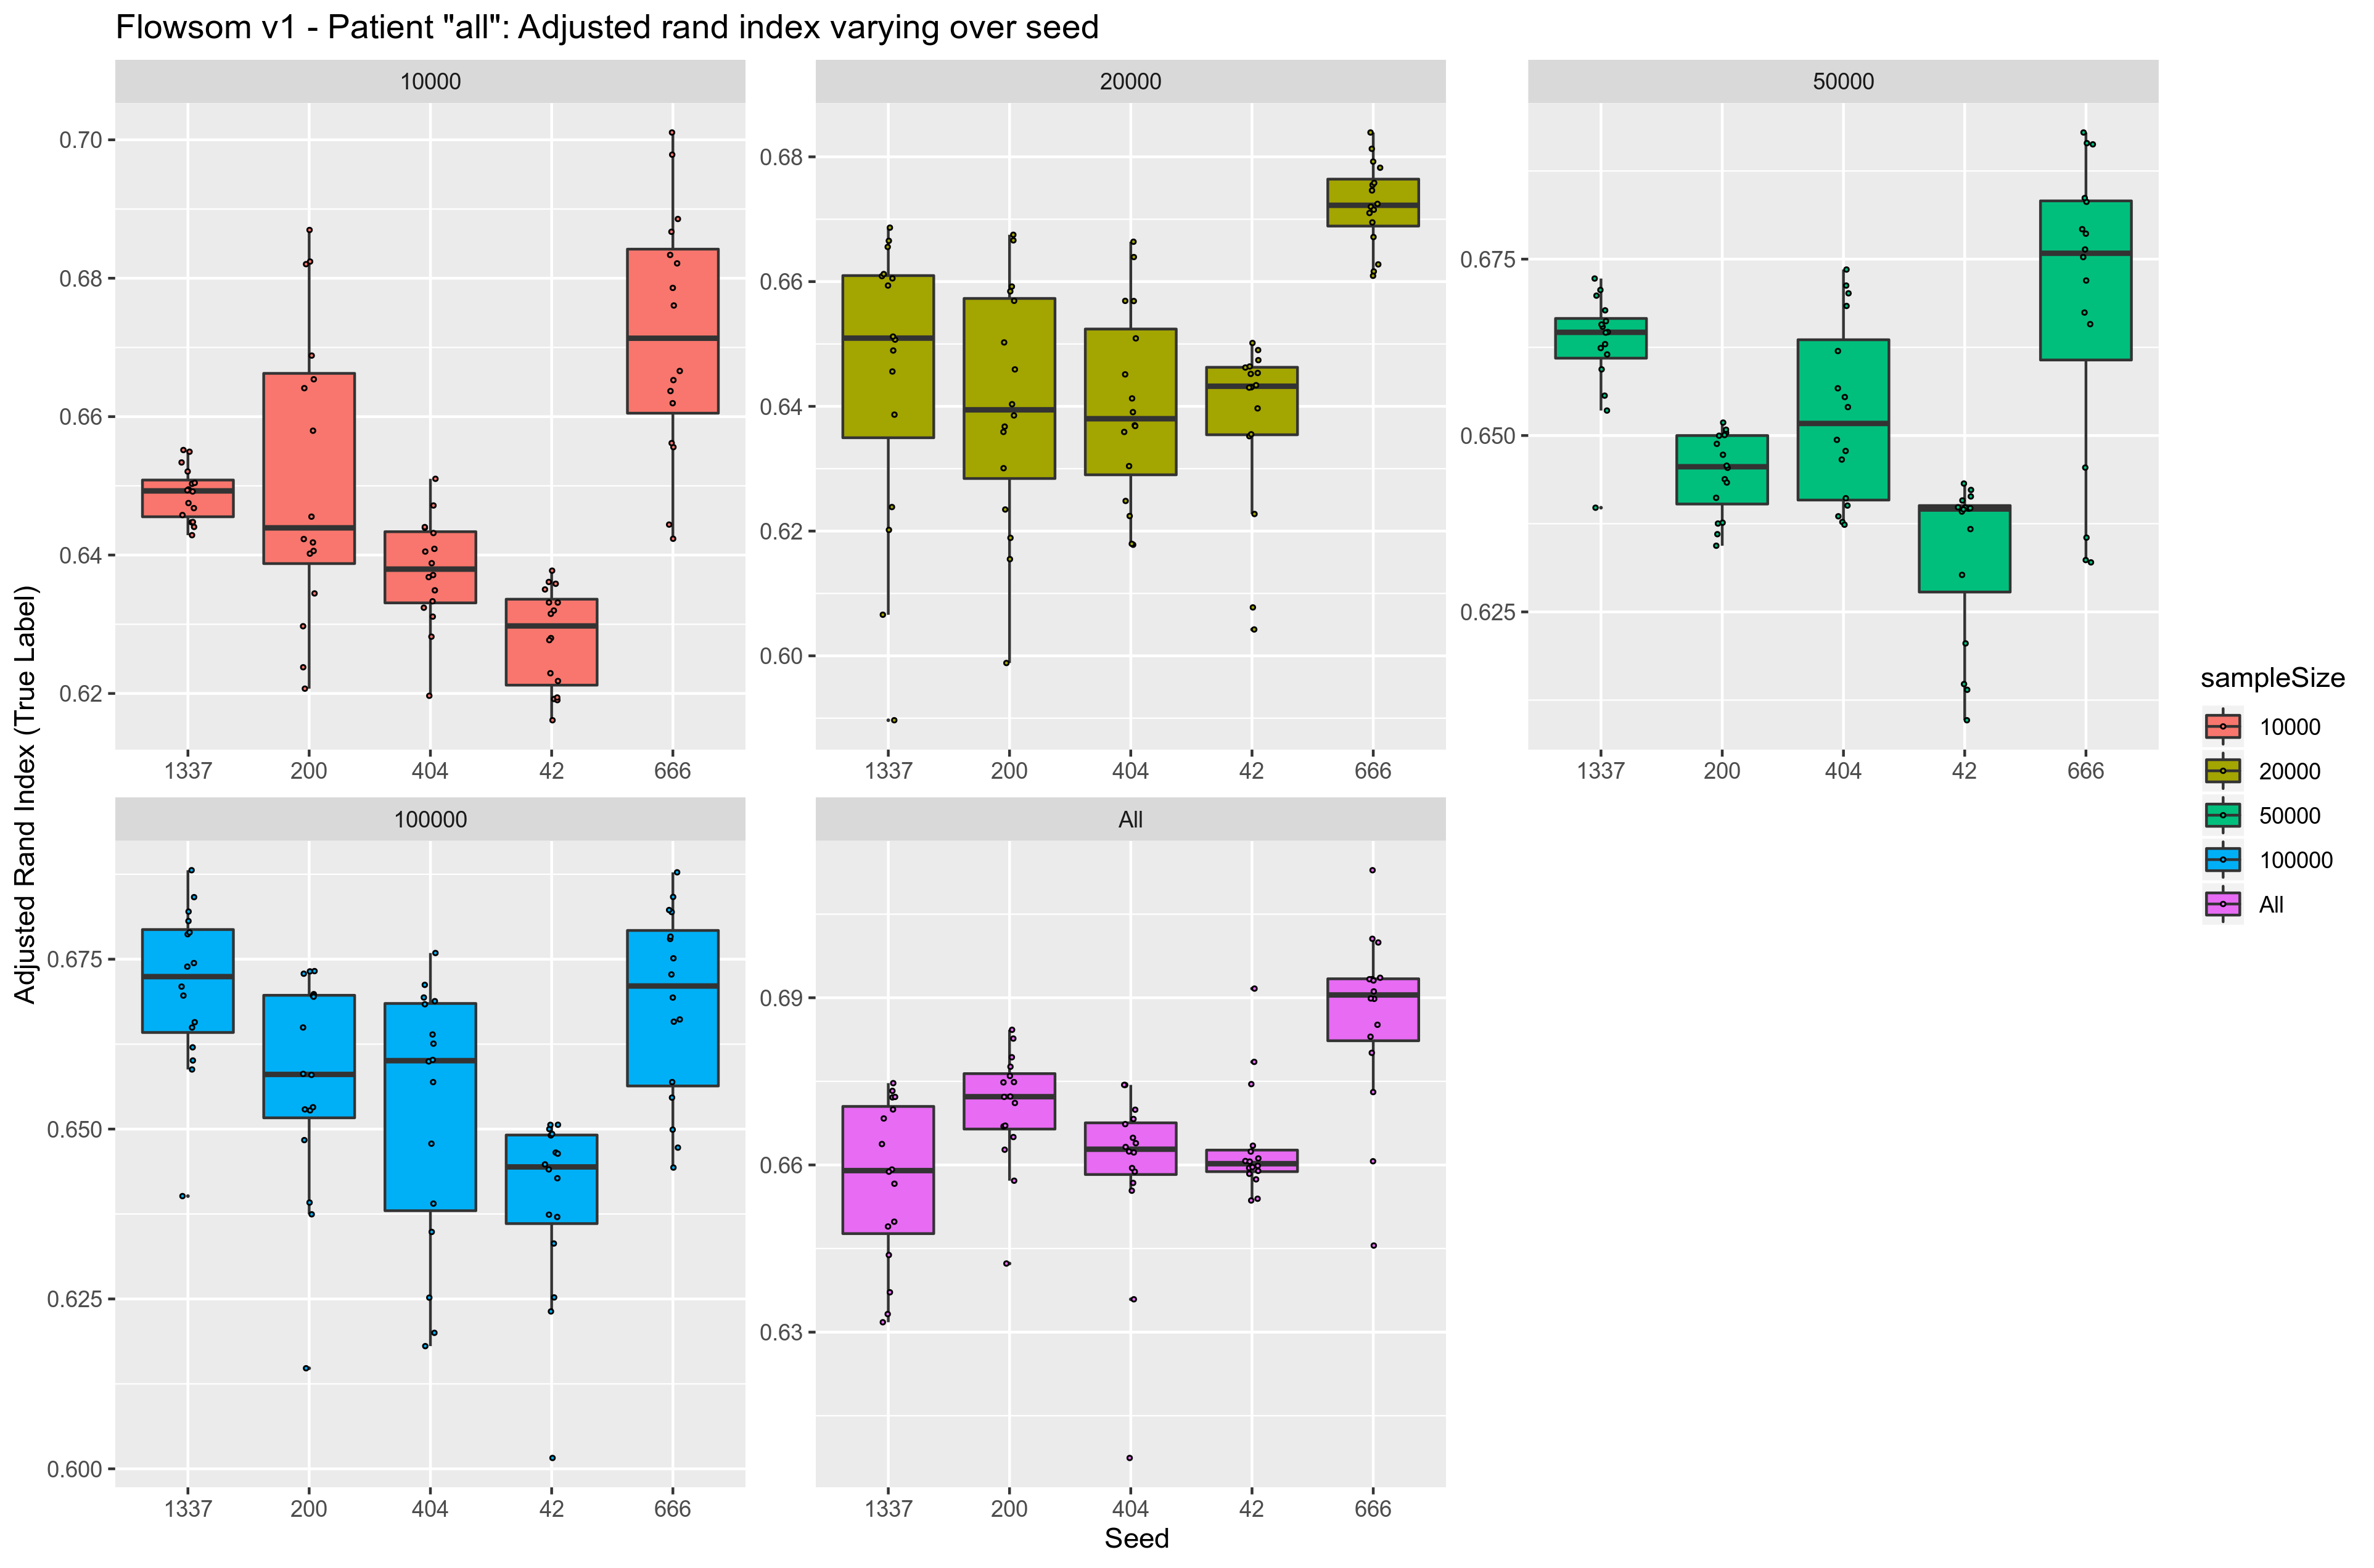 Flowsom v1 - Patient "all": Adjusted rand index varying over seed
Adjusted Rand Index (True Label)
10000
0.70
0.68
0.66
0.64
0.62
1337 200 404 42 666
20000
0.68
0.66
0.64
0.62
0.60
1337 200 404 42 666
50000
0.675
0.650
0.625
1337 200 404 42 666
100000
0.675
0.650
0.625
0.600
1337 200 404 42 666
All
0.69
0.66
0.63
1337 200 404 42 666
Seed
sampleSize
10000
20000
50000
100000
All